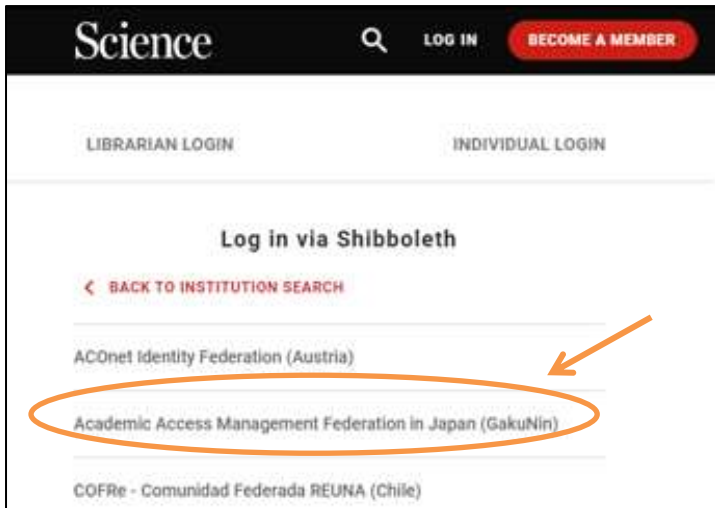 Science
LOG IN
BECOME A MEMBER
LIBRARIAN LOGIN
INDIVIDUAL LOGIN
Log in via Shibboleth
BACK TO INSTITUTION SEARCH
ACOnet Identity Federation (Austria)
Academic Access Management Federation in Japan (GakuNin)
COFRe - Comunidad Federada REUNA (Chile)